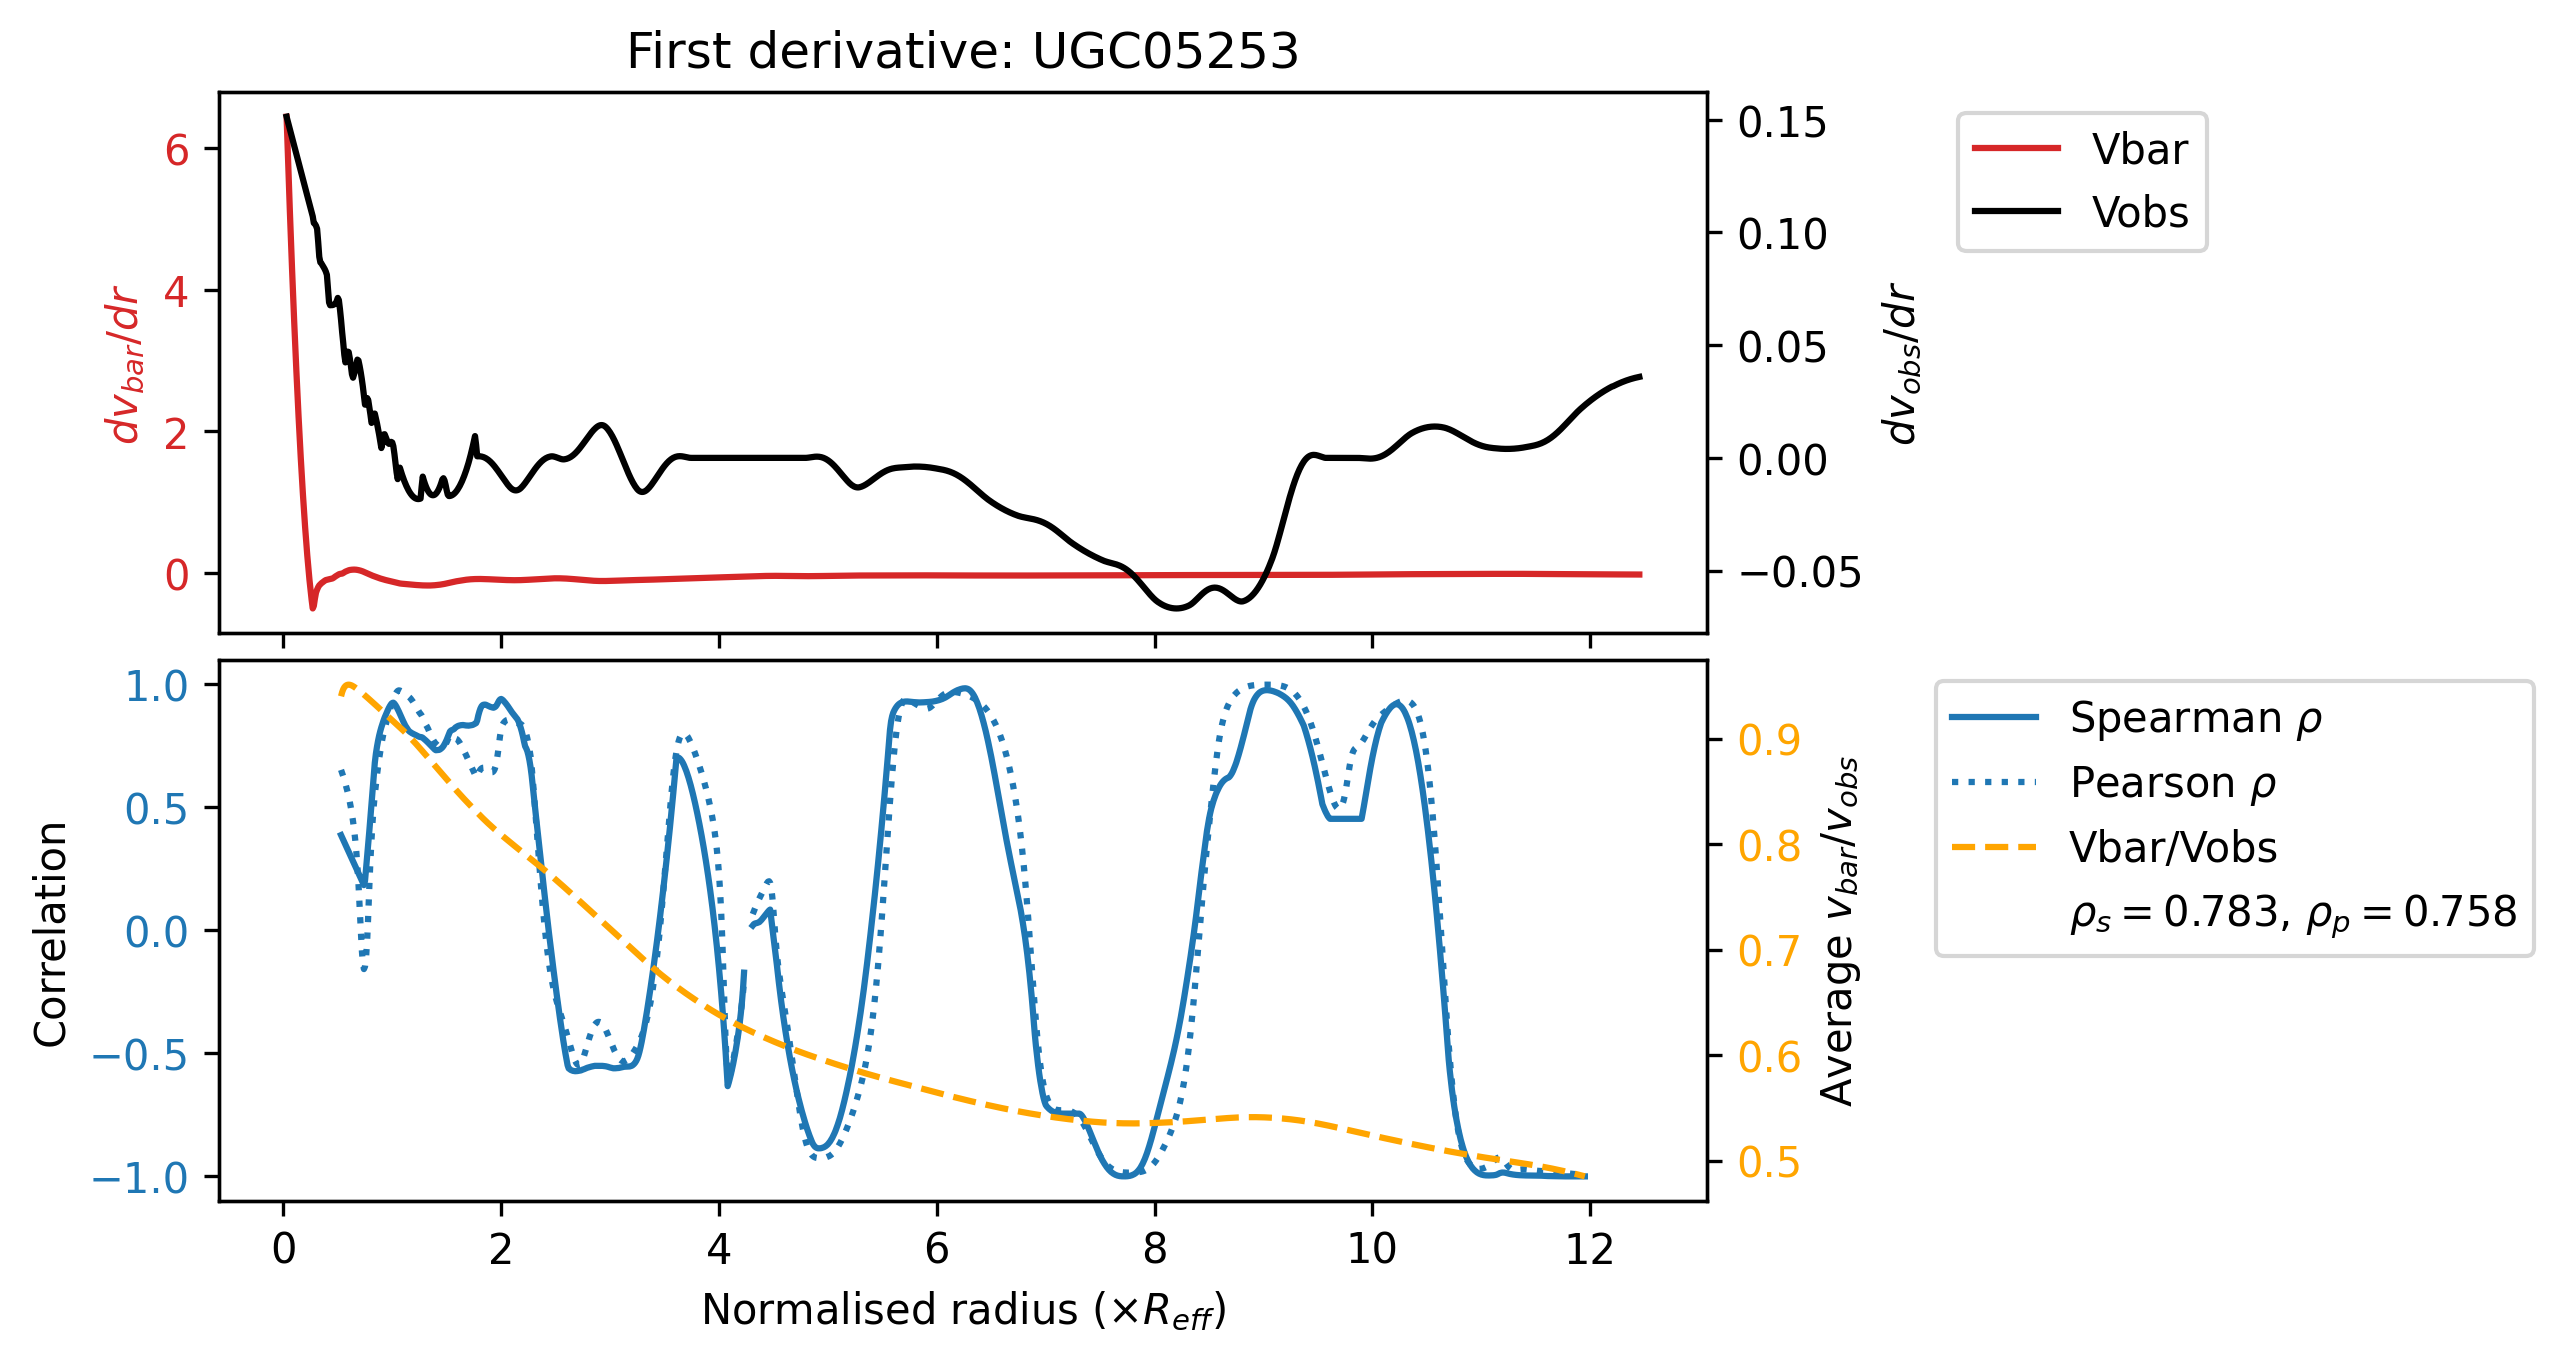 First derivative: UGC05253
6
4
2
0
dv_bar/dr
0.15
0.10
0.05
0.00
−0.05
dv_obs/dr
Vbar
Vobs
1.0
0.5
0.0
−0.5
−1.0
Correlation
0.9
0.8
0.7
0.6
0.5
Average v_bar/v_obs
Spearman ρ
Pearson ρ
Vbar/Vobs
ρ_s = 0.783, ρ_p = 0.758
0 2 4 6 8 10 12
Normalised radius (×R_eff)